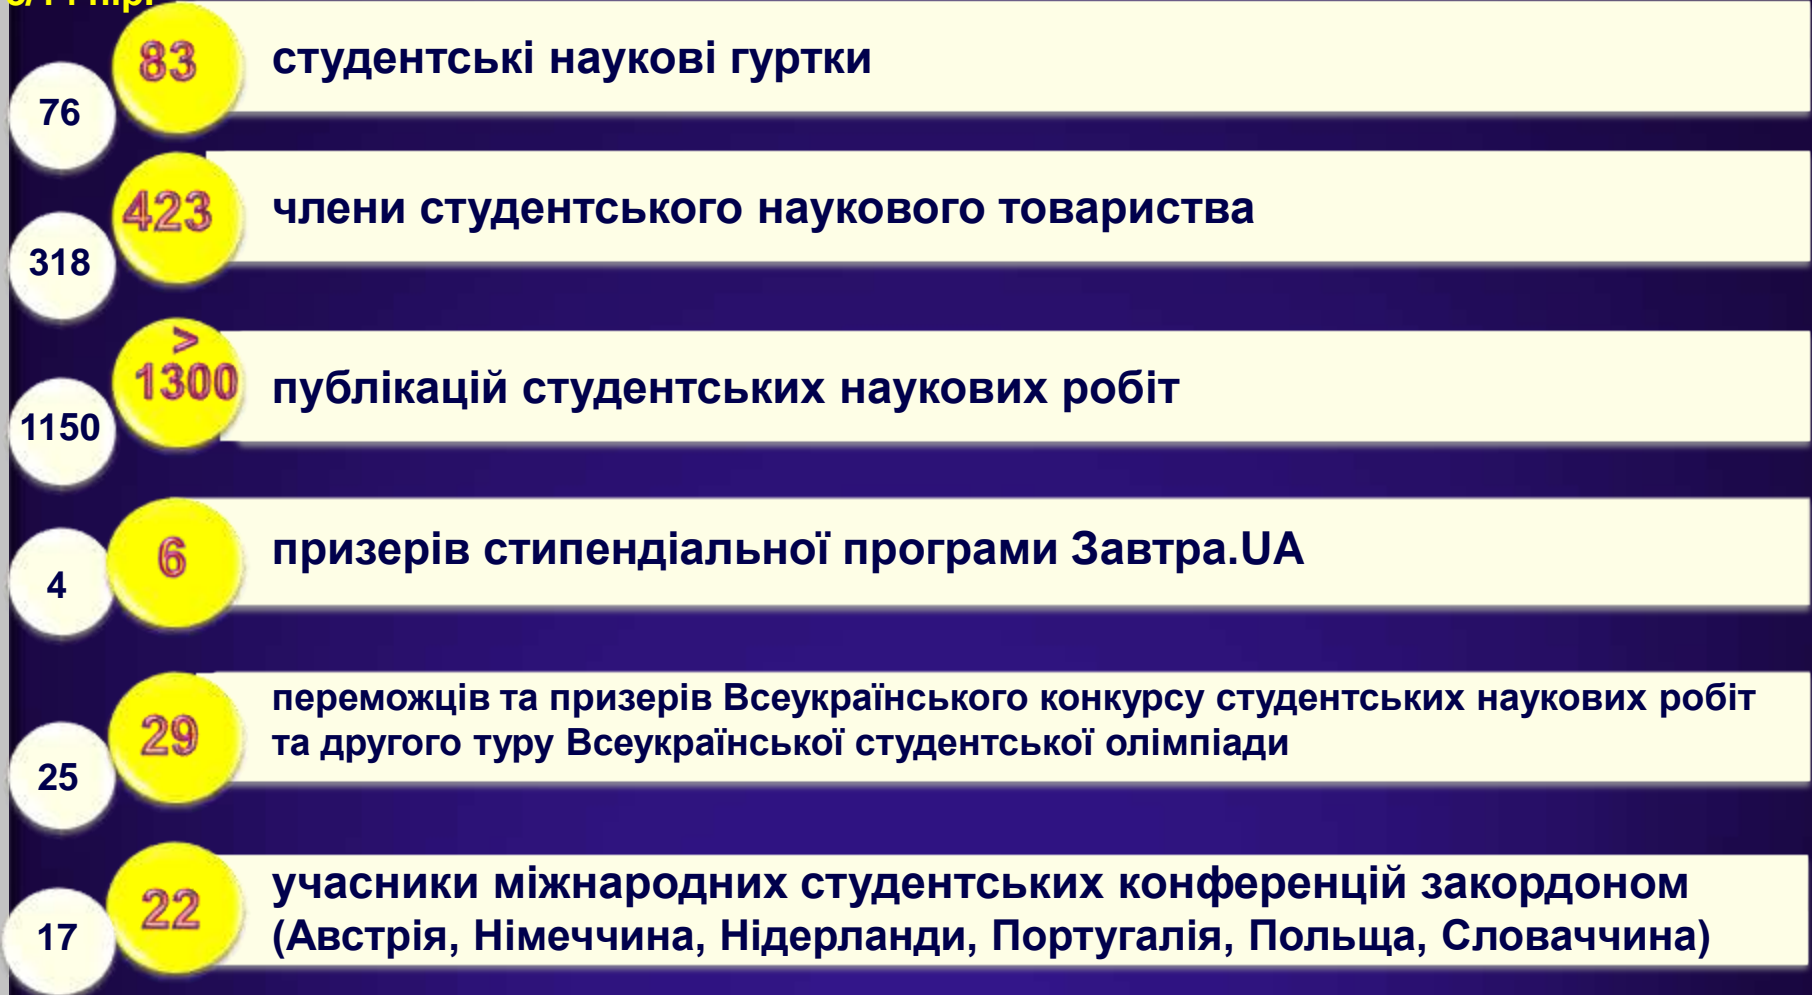 83
студентські наукові гуртки
76
423
члени студентського наукового товариства
318
>
1300
публікацій студентських наукових робіт
1150
6
призерів стипендіальної програми Завтра.UA
4
29
переможців та призерів Всеукраїнського конкурсу студентських наукових робіт
та другого туру Всеукраїнської студентської олімпіади
25
22
учасники міжнародних студентських конференцій закордоном
(Австрія, Німеччина, Нідерланди, Португалія, Польща, Словаччина)
17